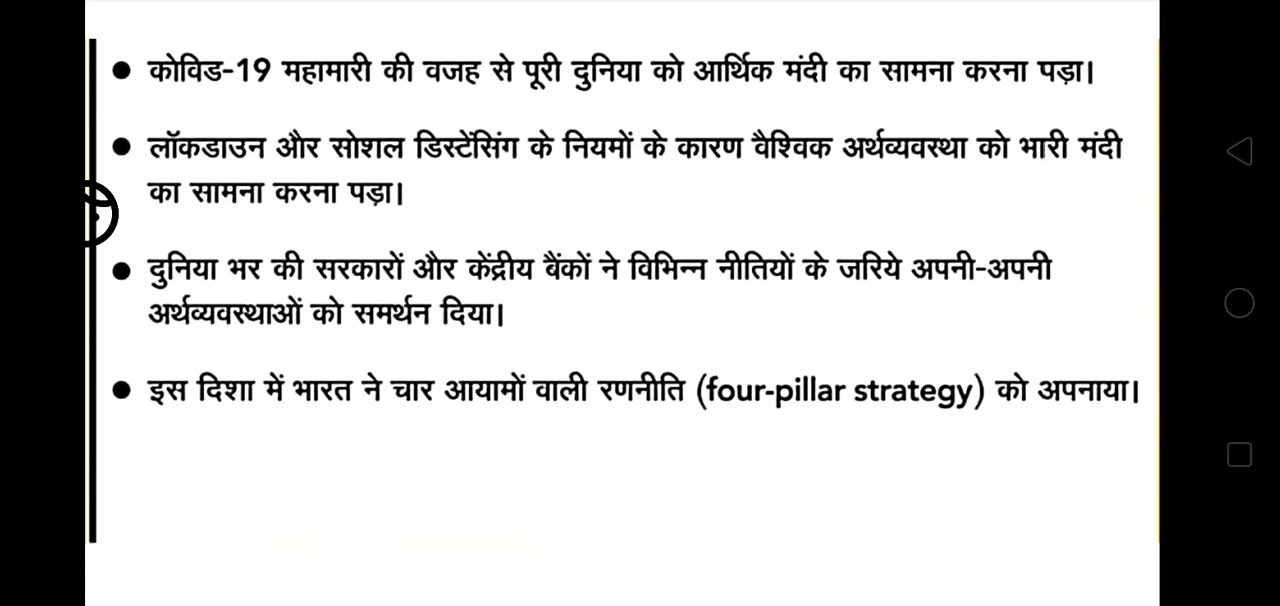 ● कोविड-19 महामारी की वजह से पूरी दुनिया को आर्थिक मंदी का सामना करना पड़ा।
● लॉकडाउन और सोशल डिस्टेंसिंग के नियमों के कारण वैश्विक अर्थव्यवस्था को भारी मंदी
का सामना करना पड़ा।
● दुनिया भर की सरकारों और केंद्रीय बैंकों ने विभिन्न नीतियों के जरिये अपनी-अपनी
अर्थव्यवस्थाओं को समर्थन दिया।
● इस दिशा में भारत ने चार आयामों वाली रणनीति (four-pillar strategy) को अपनाया।